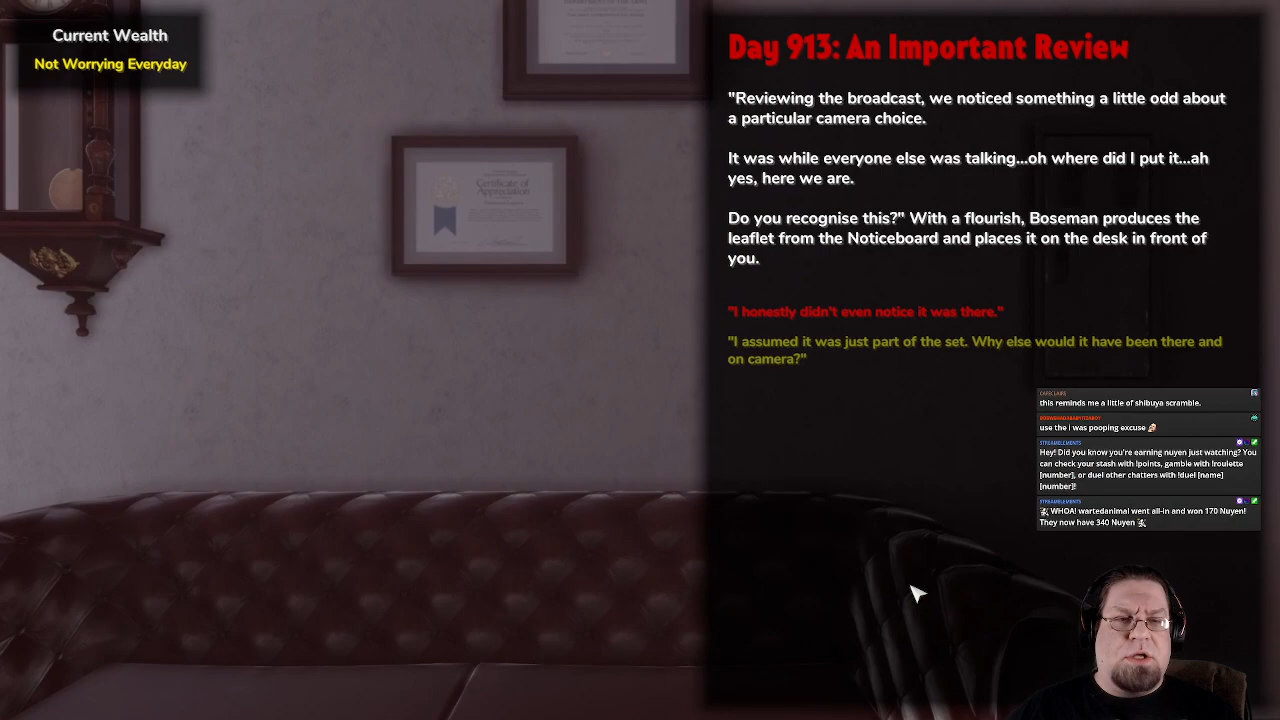 Current Wealth
Not Worrying Everyday
Certificate of
Appreciation
Day 913: An Important Review
"Reviewing the broadcast, we noticed something a little odd about
a particular camera choice.
It was while everyone else was talking...oh where did I put it...ah
yes, here we are.
Do you recognise this?" With a flourish, Boseman produces the
leaflet from the Noticeboard and places it on the desk in front of
you.
"I honestly didn't even notice it was there."
"I assumed it was just part of the set. Why else would it have been there and
on camera?"
this reminds me a little of shibuya scramble.
use the i was pooping excuse
STREAMLEMENTS
Hey! Did you know you're earning nuyen just watching? You
can check your stash with !points, gamble with !roulette
[number], or duel other chatters with !duel [name]
[number]!
STREAMLEMENTS
WHOA! wartedanimal went all-in and won 170 Nuyen!
They now have 340 Nuyen